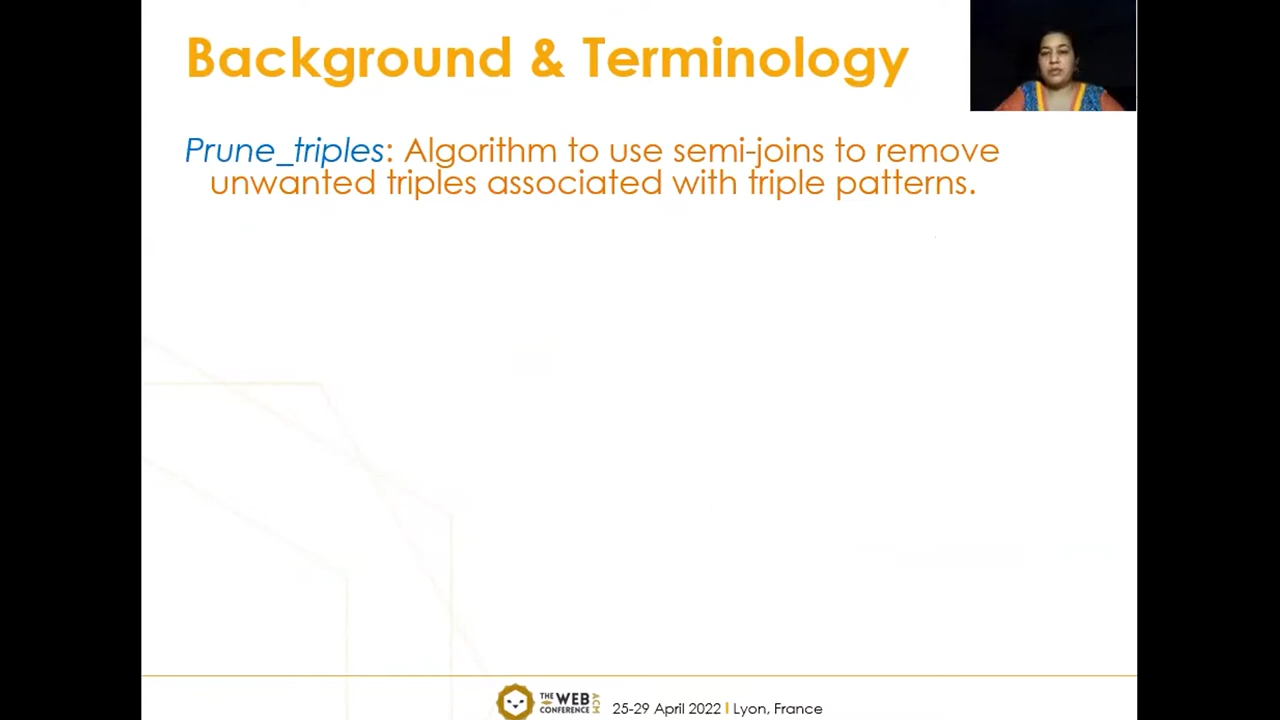 Background & Terminology
Prune_triples: Algorithm to use semi-joins to remove
unwanted triples associated with triple patterns.
THE WEB CONFERENCE ACM
25-29 April 2022 | Lyon, France